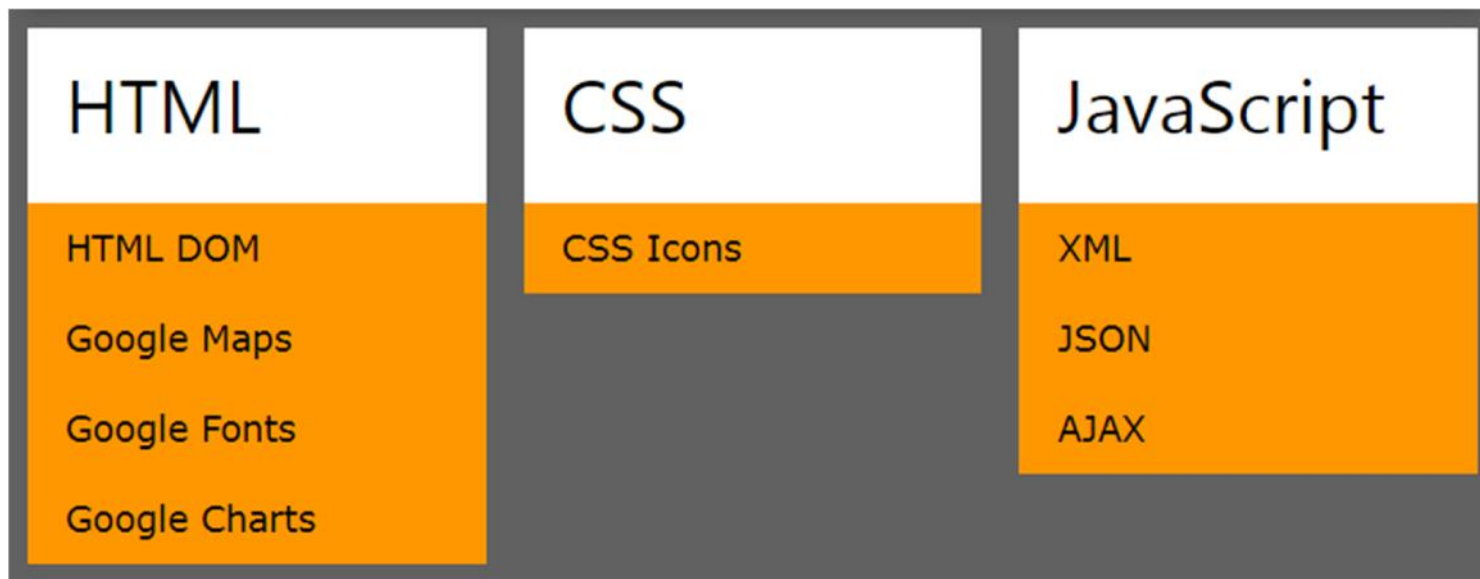 HTML
HTML DOM
Google Maps
Google Fonts
Google Charts
CSS
CSS Icons
JavaScript
XML
JSON
AJAX